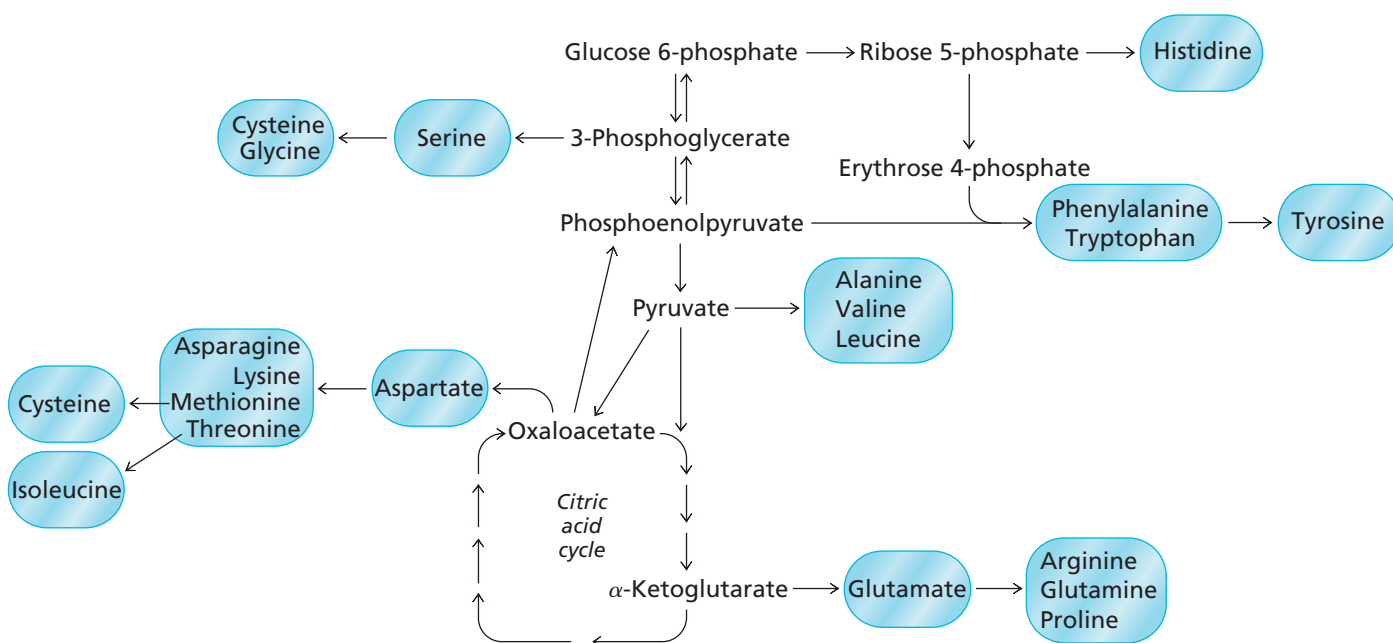 Glucose 6-phosphate
Ribose 5-phosphate
Histidine
Cysteine
Glycine
Serine
3-Phosphoglycerate
Erythrose 4-phosphate
Phosphoenolpyruvate
Phenylalanine
Tryptophan
Tyrosine
Pyruvate
Alanine
Valine
Leucine
Asparagine
Lysine
Methionine
Threonine
Aspartate
Cysteine
Isoleucine
Oxaloacetate
Citric
acid
cycle
α-Ketoglutarate
Glutamate
Arginine
Glutamine
Proline